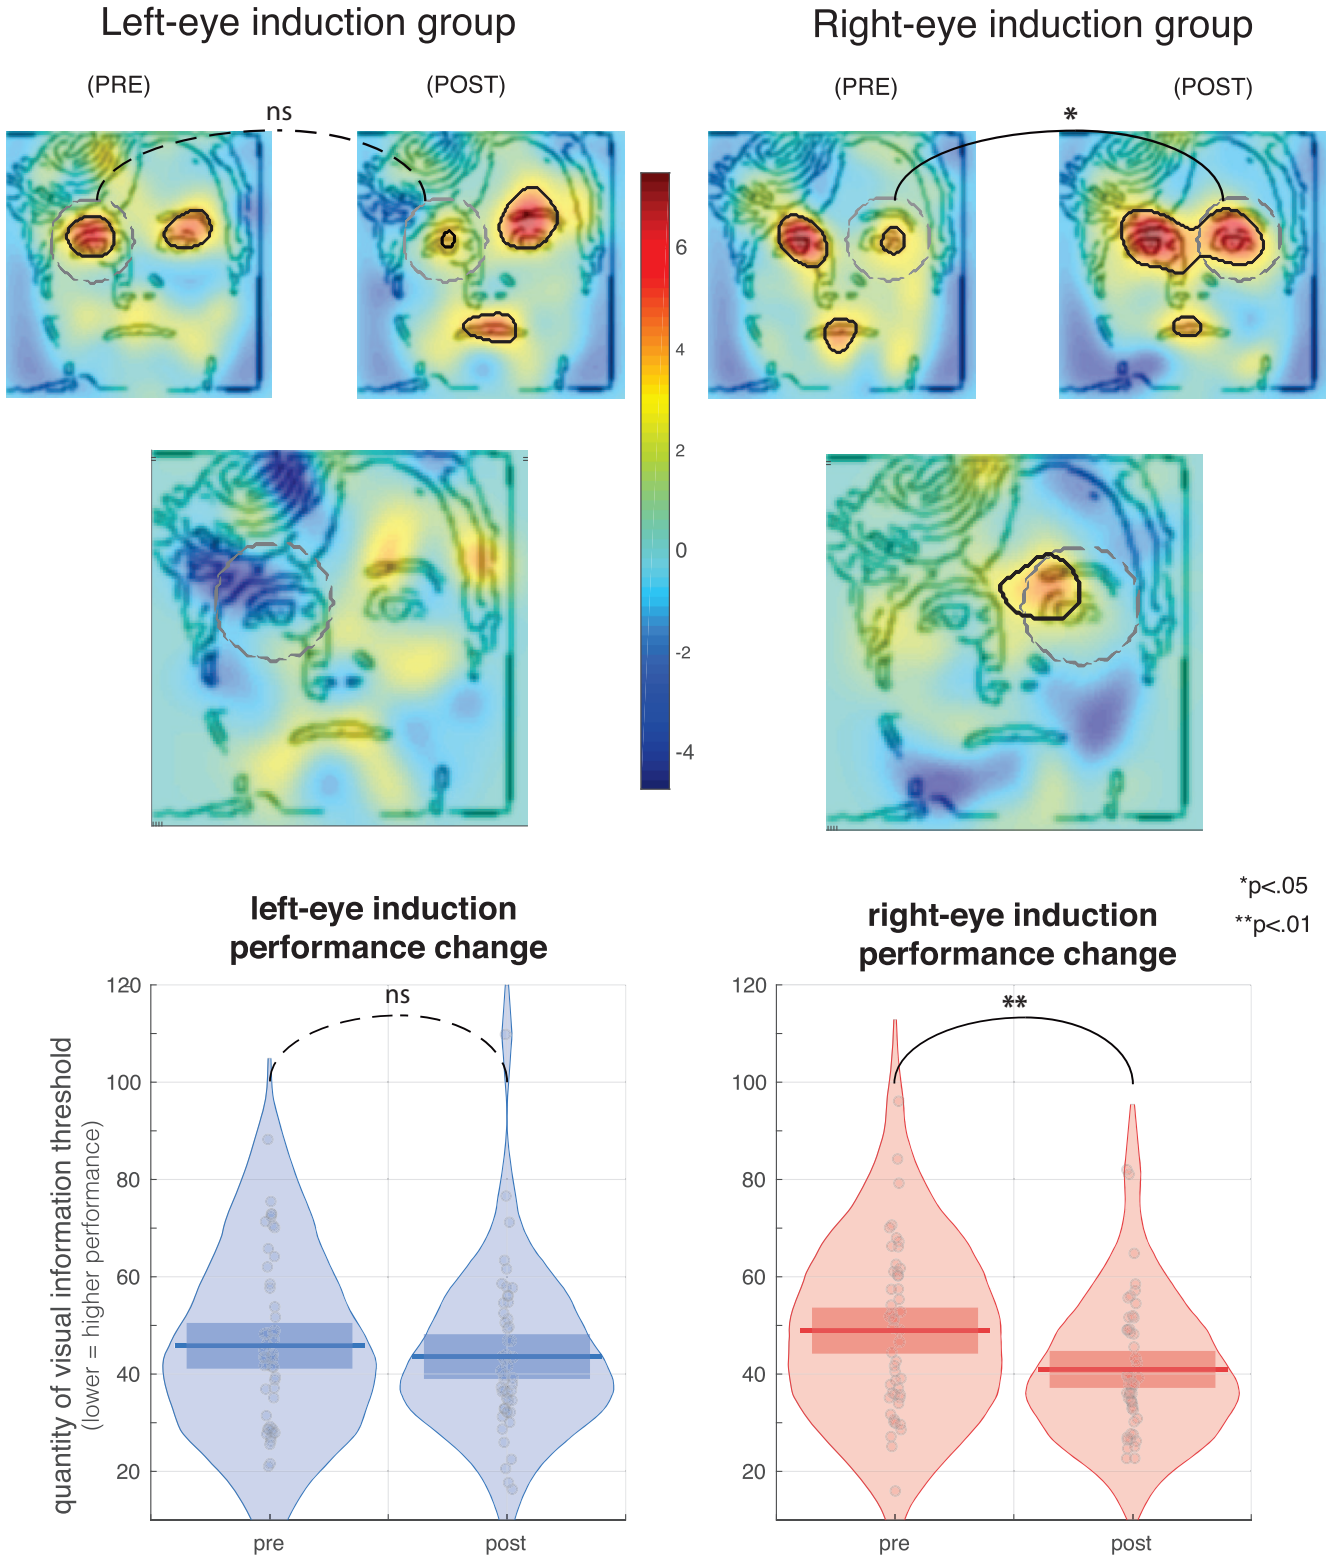 Left-eye induction group
Right-eye induction group
(PRE)
(POST)
(PRE)
(POST)
ns
*
6
4
2
0
-2
-4
*p<.05
**p<.01
left-eye induction
performance change
right-eye induction
performance change
quantity of visual information threshold
(lower = higher performance)
120
100
80
60
40
20
ns
pre
post
120
100
80
60
40
20
**
pre
post